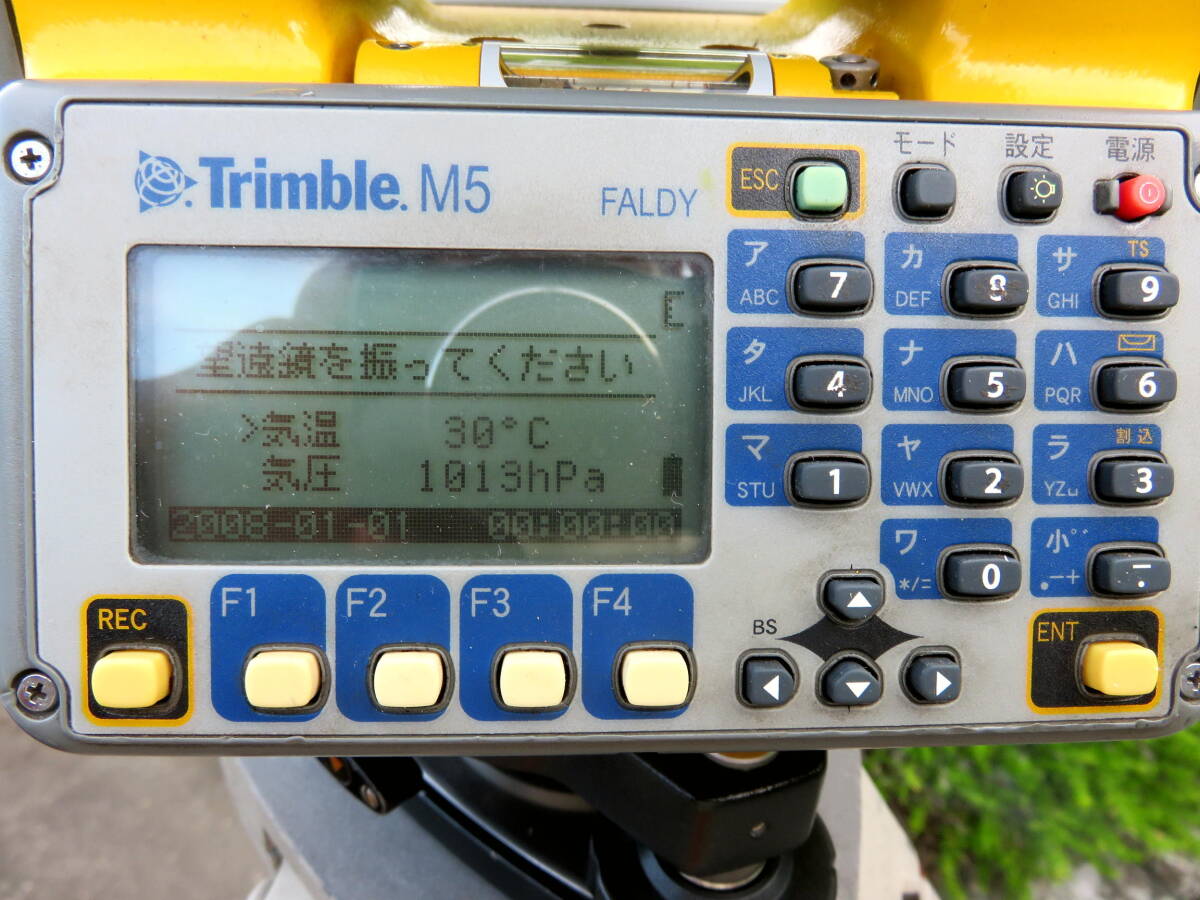 Trimble. M5
FALDY
ESC
モード
設定
電源
望遠鏡を振ってください
>気温 30°C
気圧 1013hPa
2008-01-01 00:00:00
ア ABC 7
カ DEF 8
サ TS GHI 9
タ JKL 4
ナ MNO 5
ハ PQR 6
マ STU 1
ヤ VWX 2
ラ 割込 YZ␣ 3
ワ */= 0
小゛゜ .-+ -.
REC
F1
F2
F3
F4
BS
ENT